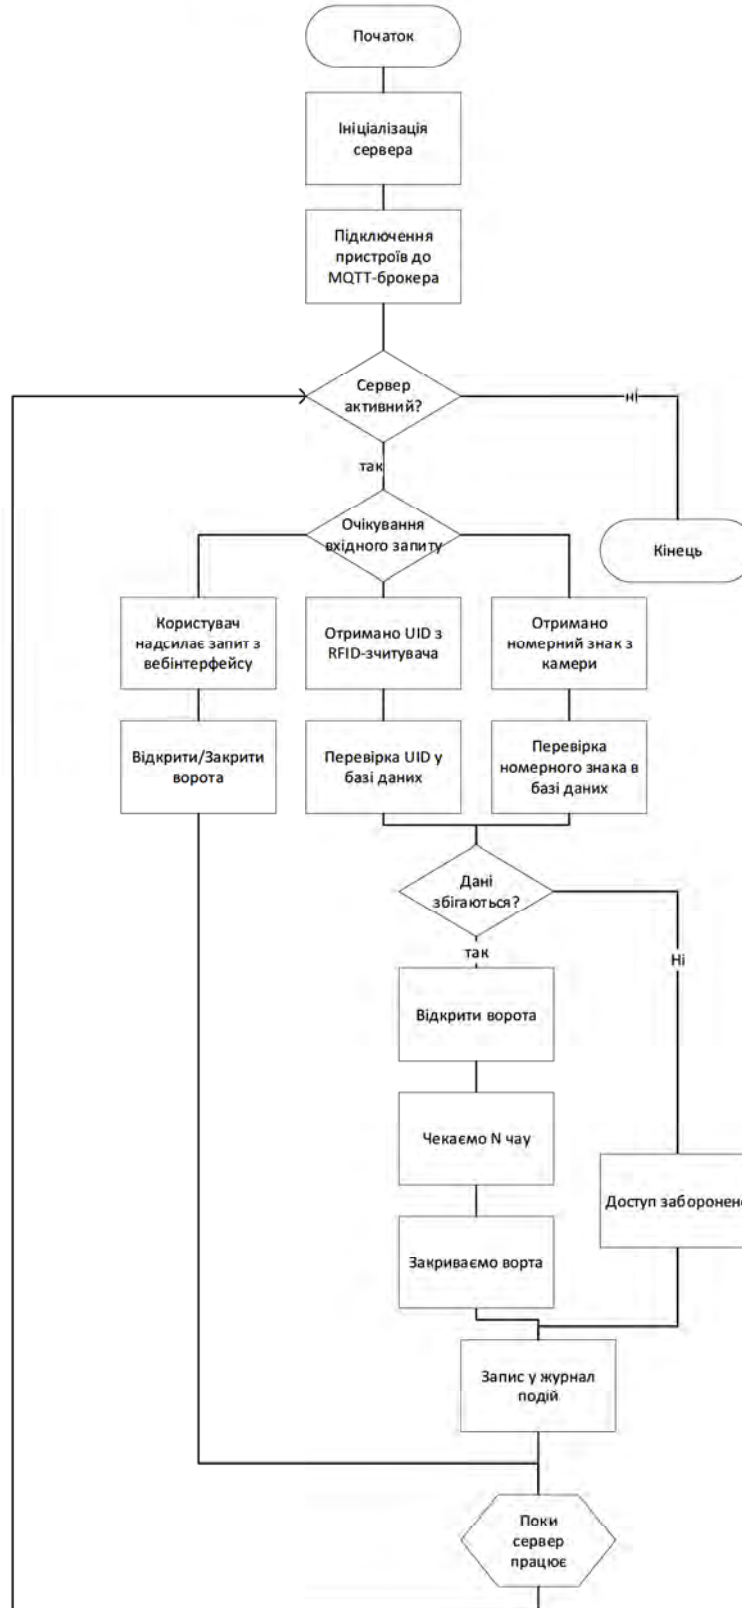 Початок
Ініціалізація
сервера
Підключення
пристроїв до
MQTT-брокера
Сервер
активний?
ні
так
Очікування
вхідного запиту
Кінець
Користувач
надсилає запит з
вебінтерфейсу
Отримано UID з
RFID-зчитувача
Отримано
номерний знак з
камери
Відкрити/Закрити
ворота
Перевірка UID у
базі даних
Перевірка
номерного знака в
базі даних
Дані
збігаються?
так
Ні
Відкрити ворота
Чекаємо N чау
Доступ заборонено
Закриваємо ворта
Запис у журнал
подій
Поки
сервер
працює